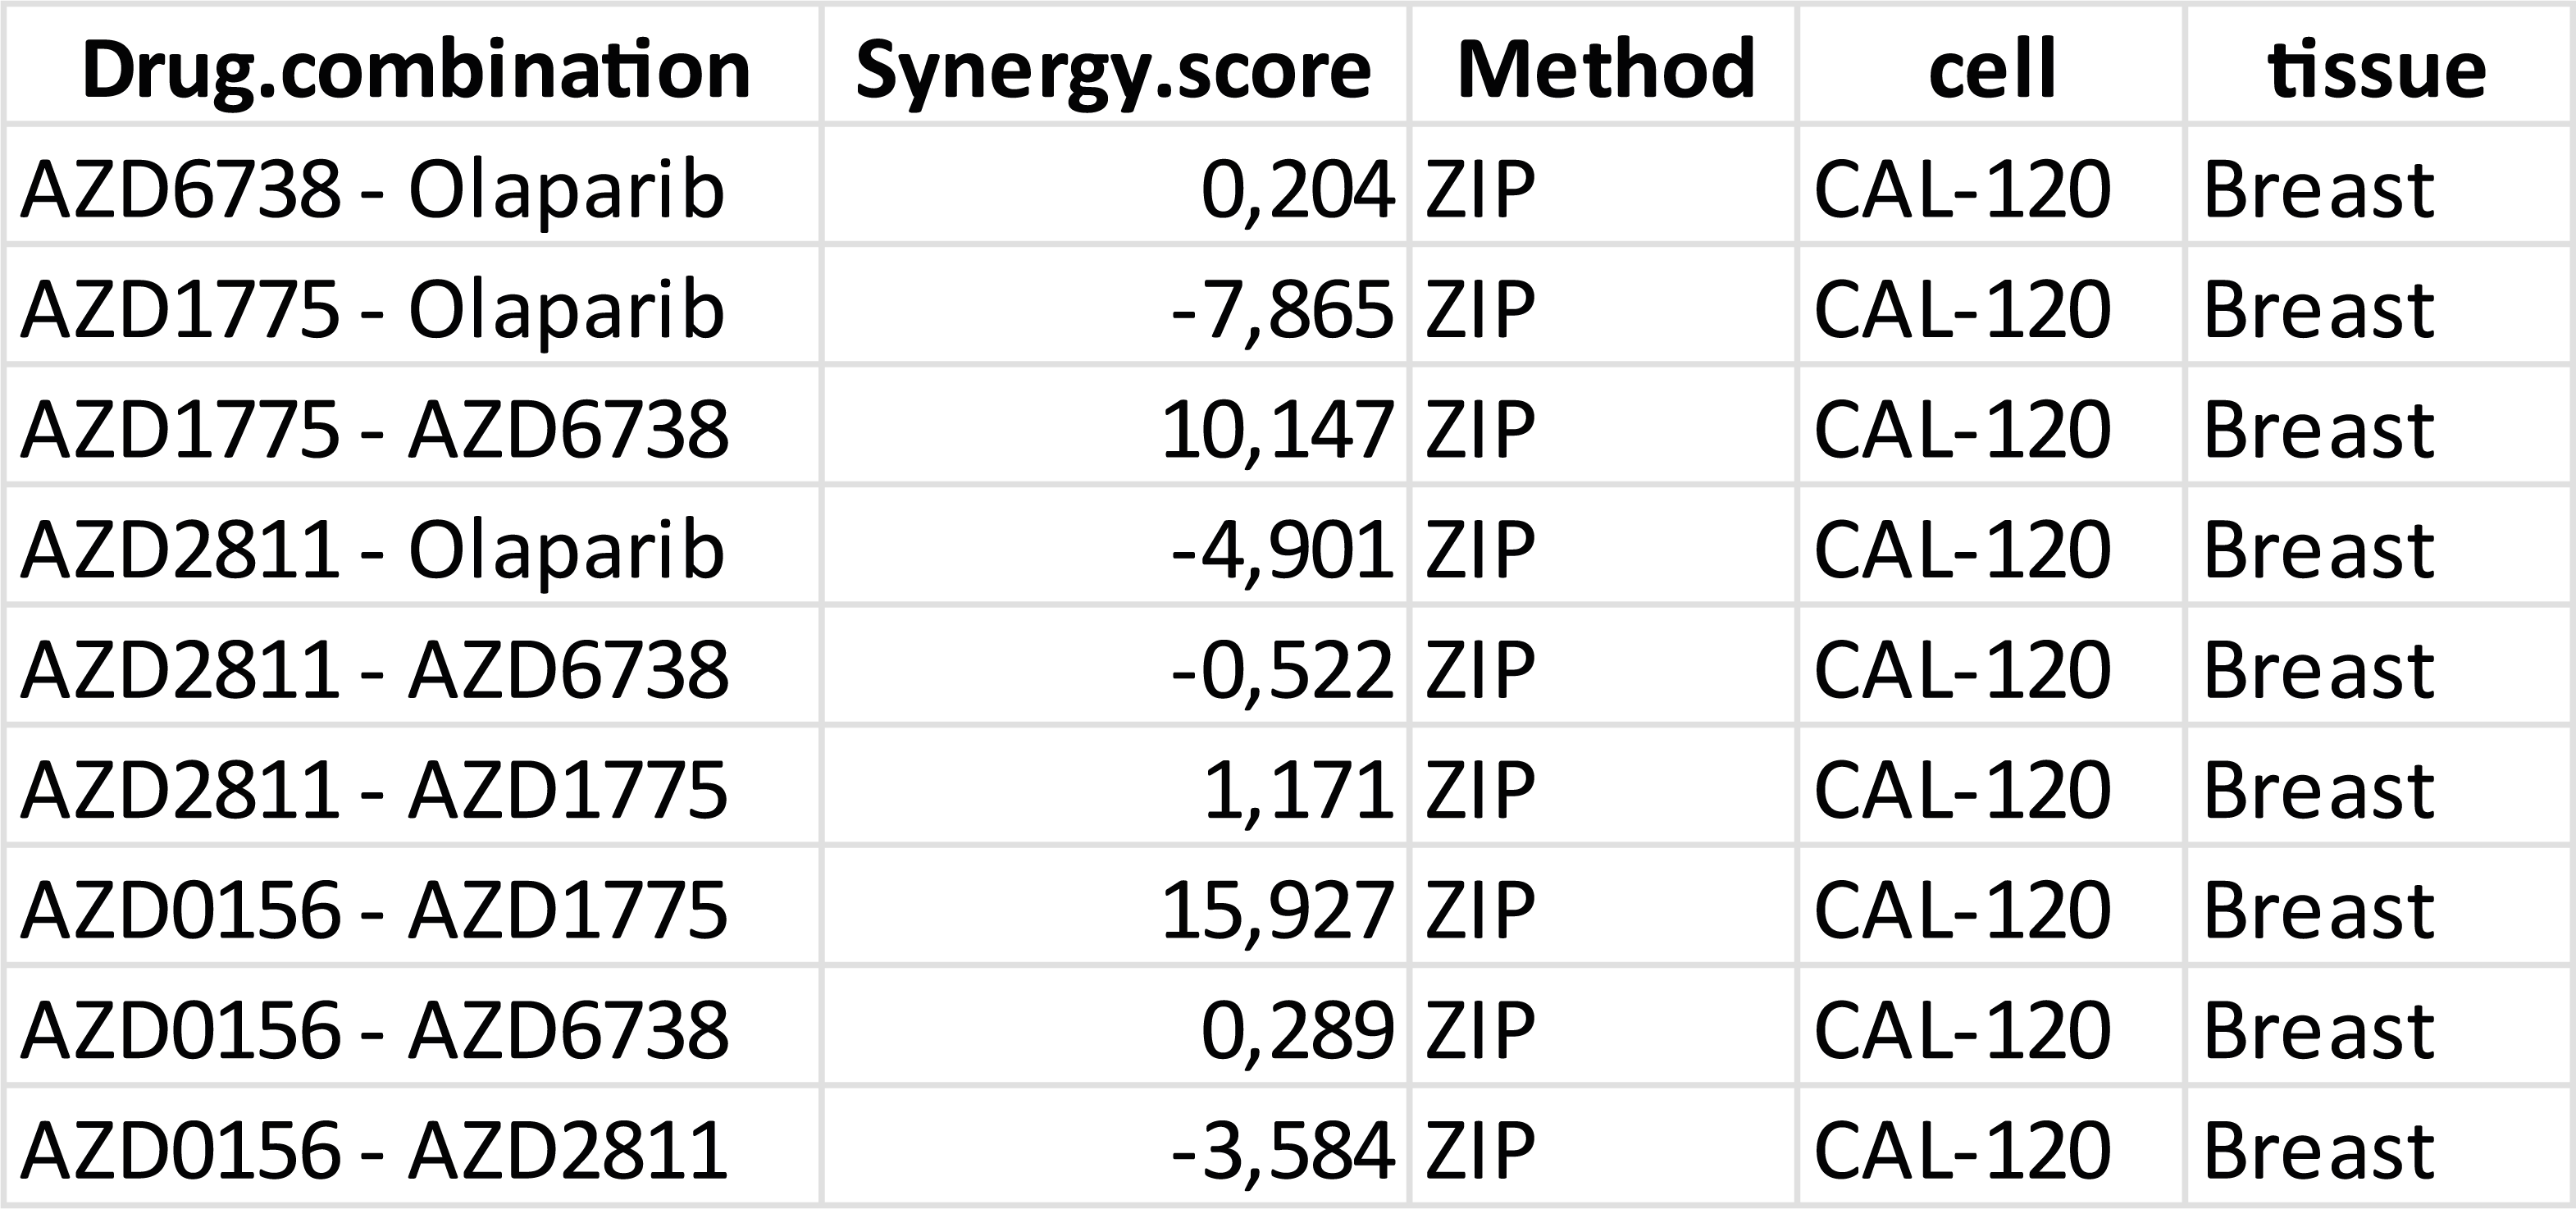 Drug.combination Synergy.score Method cell tissue
AZD6738 - Olaparib 0,204 ZIP CAL-120 Breast
AZD1775 - Olaparib -7,865 ZIP CAL-120 Breast
AZD1775 - AZD6738 10,147 ZIP CAL-120 Breast
AZD2811 - Olaparib -4,901 ZIP CAL-120 Breast
AZD2811 - AZD6738 -0,522 ZIP CAL-120 Breast
AZD2811 - AZD1775 1,171 ZIP CAL-120 Breast
AZD0156 - AZD1775 15,927 ZIP CAL-120 Breast
AZD0156 - AZD6738 0,289 ZIP CAL-120 Breast
AZD0156 - AZD2811 -3,584 ZIP CAL-120 Breast